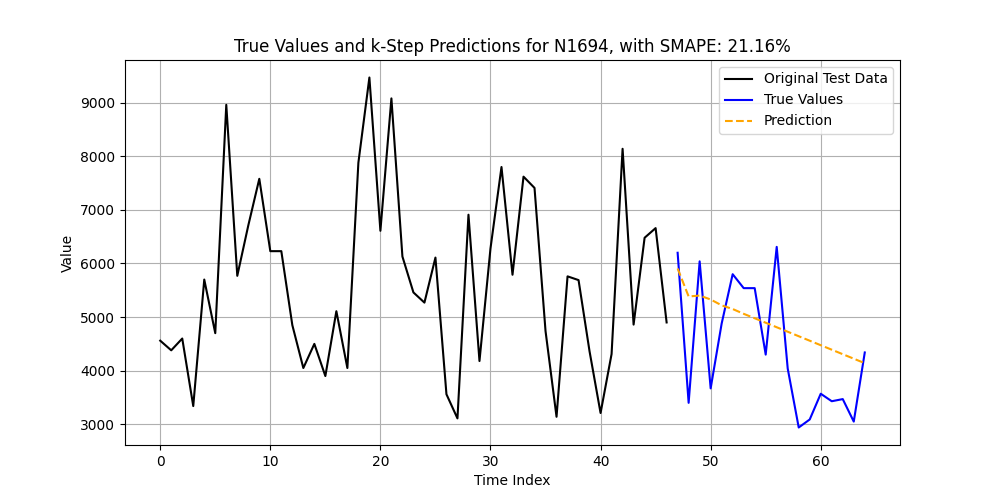 True Values and k-Step Predictions for N1694, with SMAPE: 21.16%
Original Test Data
True Values
Prediction
9000
8000
7000
6000
5000
4000
3000
Value
0 10 20 30 40 50 60
Time Index